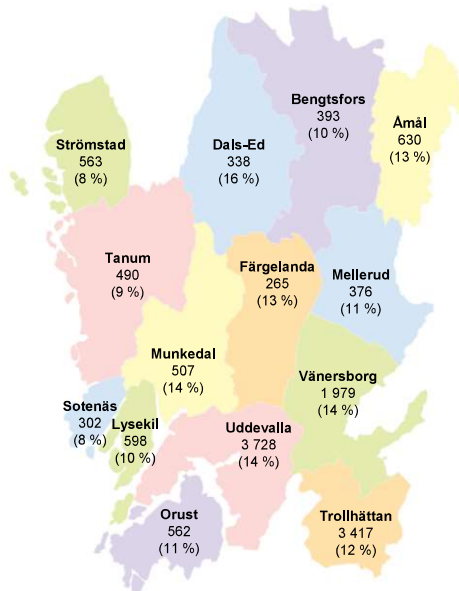 Bengtsfors
393
(10 %)
Åmål
630
(13 %)
Strömstad
563
(8 %)
Dals-Ed
338
(16 %)
Tanum
490
(9 %)
Färgelanda
265
(13 %)
Mellerud
376
(11 %)
Munkedal
507
(14 %)
Vänersborg
1 979
(14 %)
Sotenäs
302
(8 %)
Lysekil
598
(10 %)
Uddevalla
3 728
(14 %)
Orust
562
(11 %)
Trollhättan
3 417
(12 %)